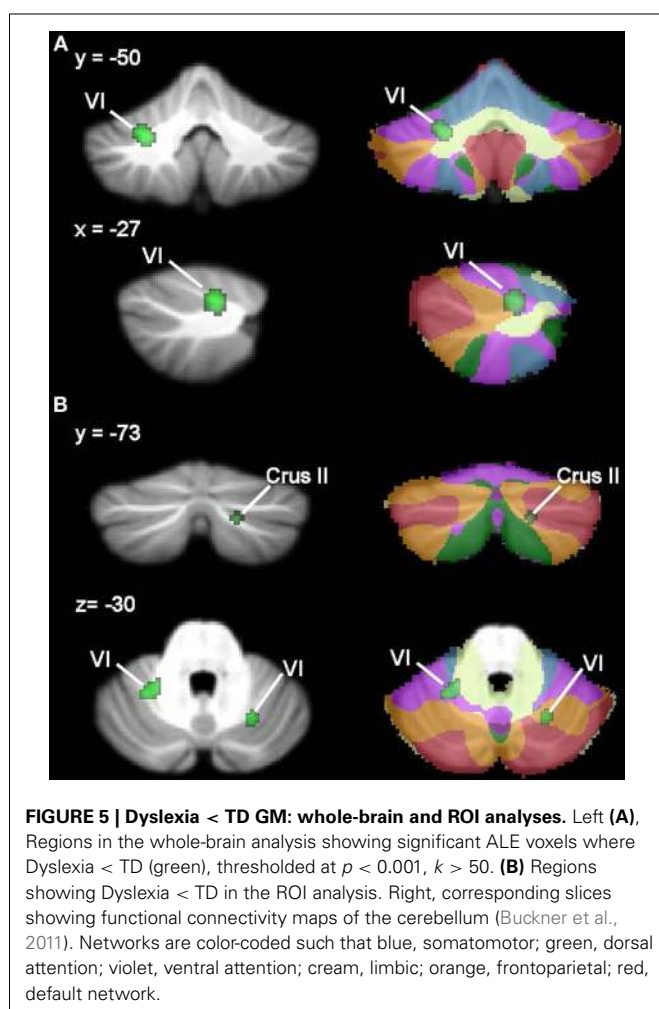 A
y = -50
VI
VI
x = -27
VI
VI
B
y = -73
Crus II
Crus II
z= -30
VI
VI
VI
VI
FIGURE 5 | Dyslexia < TD GM: whole-brain and ROI analyses. Left (A),
Regions in the whole-brain analysis showing significant ALE voxels where
Dyslexia < TD (green), thresholded at p < 0.001, k > 50. (B) Regions
showing Dyslexia < TD in the ROI analysis. Right, corresponding slices
showing functional connectivity maps of the cerebellum (Buckner et al.,
2011). Networks are color-coded such that blue, somatomotor; green, dorsal
attention; violet, ventral attention; cream, limbic; orange, frontoparietal; red,
default network.